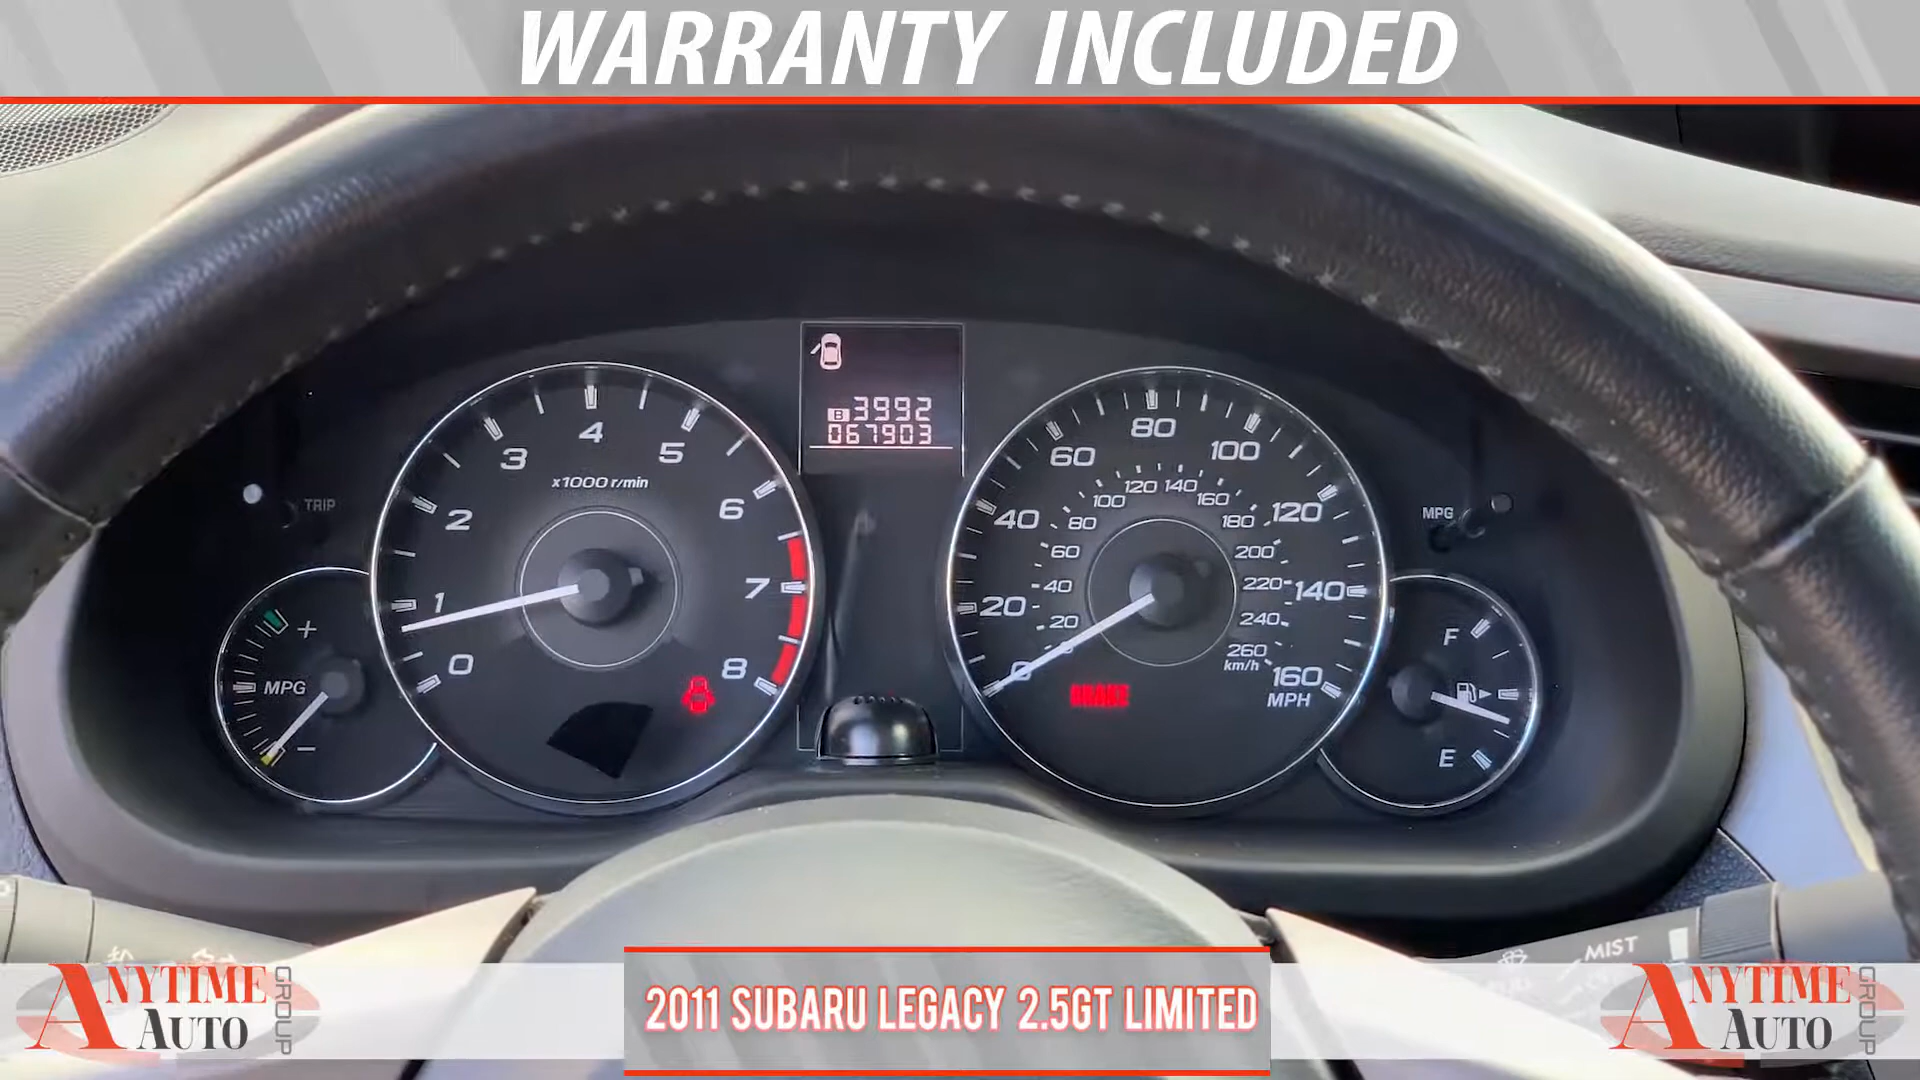 WARRANTY INCLUDED
B 3992
067903
TRIP
0 1 2 3 4 5 6 7 8
x1000 r/min
MPG
+
−
0 20 40 60 80 100 120 140 160
MPH
20 40 60 80 100 120 140 160 180 200 220 240 260
km/h
BRAKE
MPG
F
E
MIST
ANYTIME
AUTO
GROUP
2011 SUBARU LEGACY 2.5GT LIMITED
ANYTIME
AUTO
GROUP